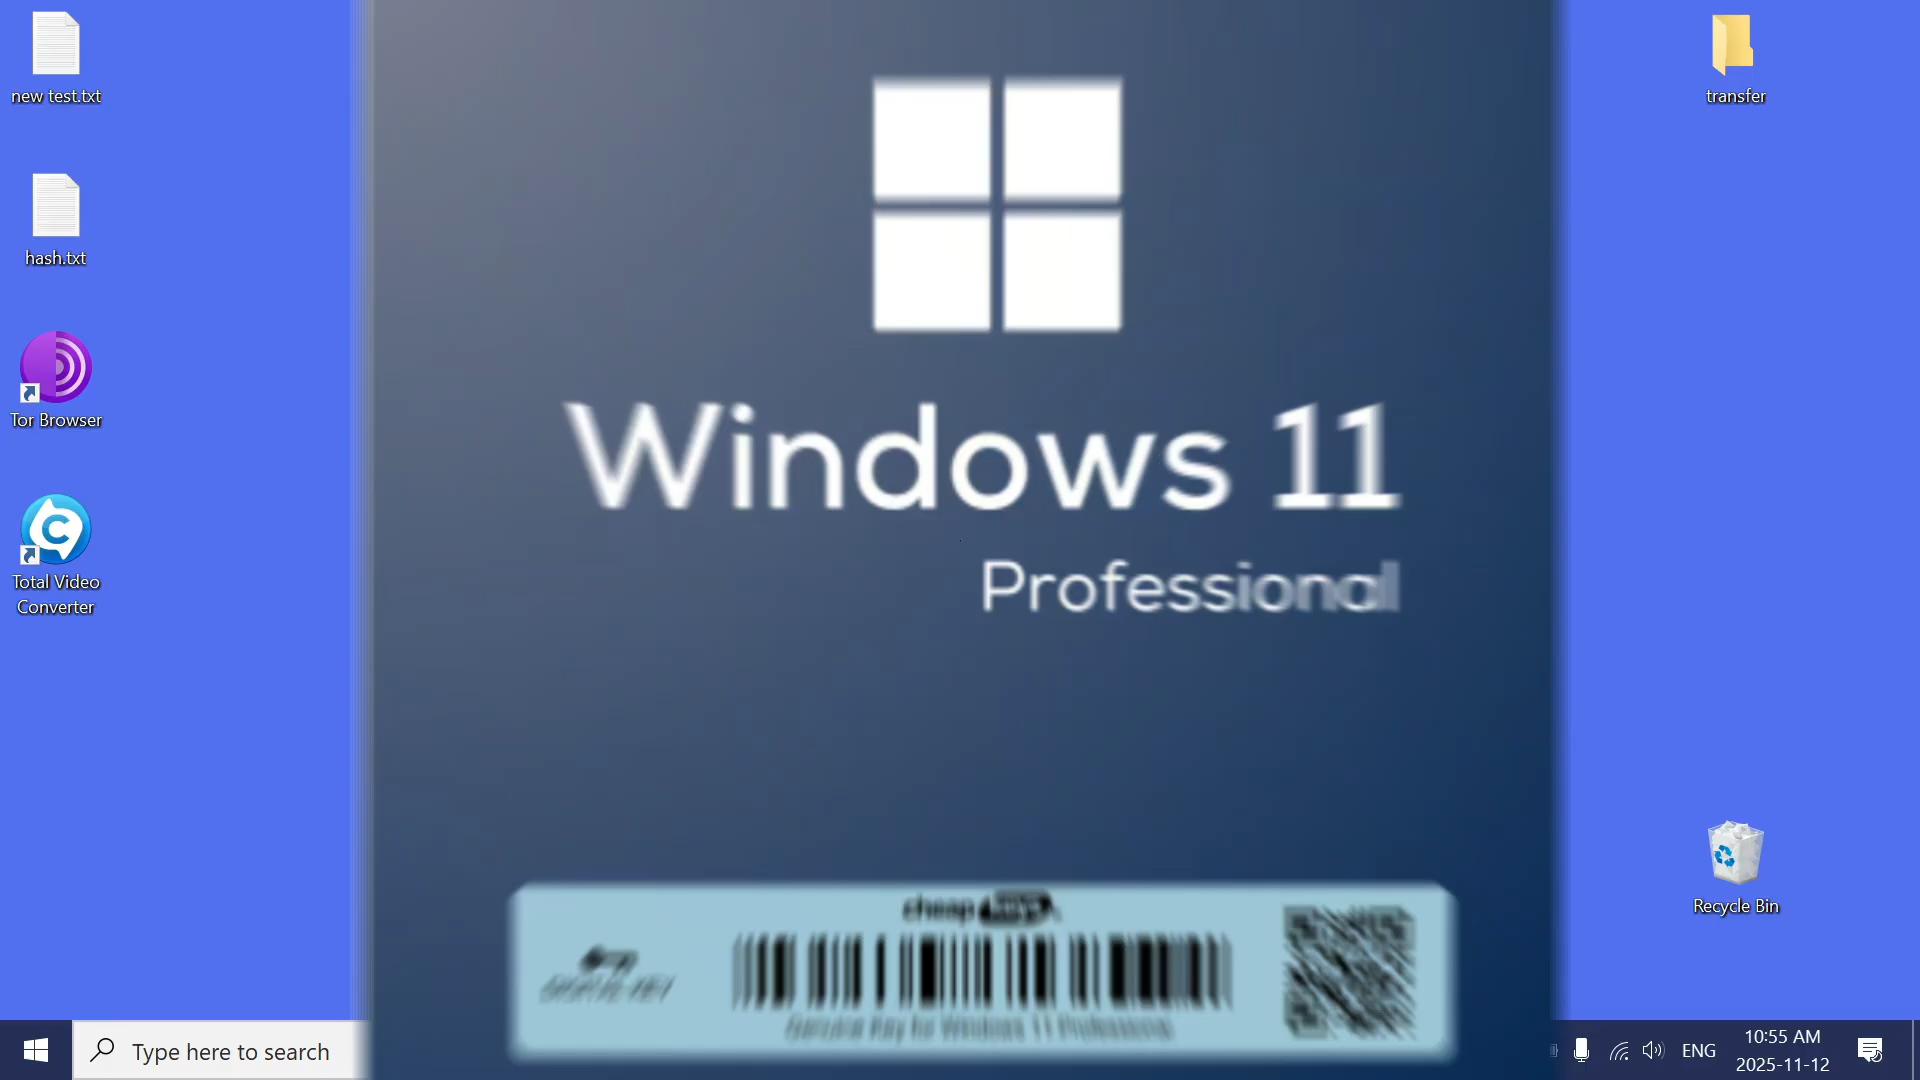 new test.txt
hash.txt
Tor Browser
Total Video
Converter
transfer
Windows 11
Professional
cheap
Recycle Bin
Type here to search
ENG
10:55 AM
2025-11-12